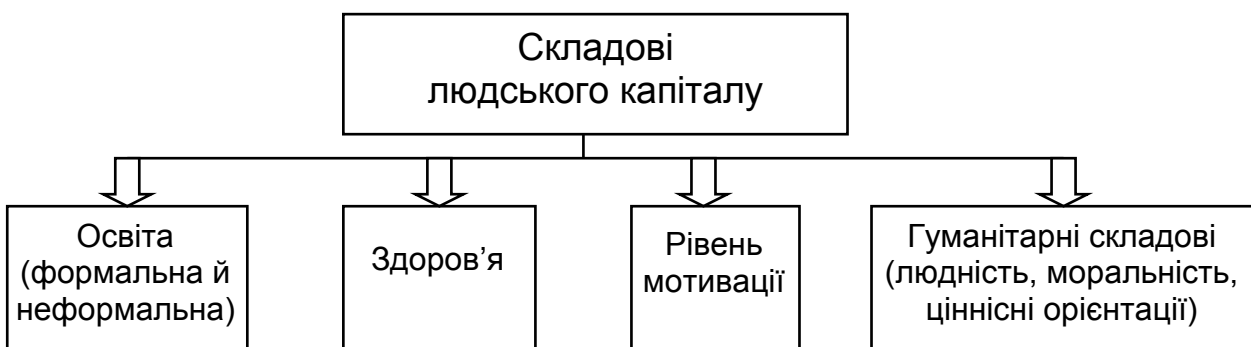 Складові
людського капіталу
Освіта
(формальна й
неформальна)
Здоров’я
Рівень
мотивації
Гуманітарні складові
(людність, моральність,
ціннісні орієнтації)